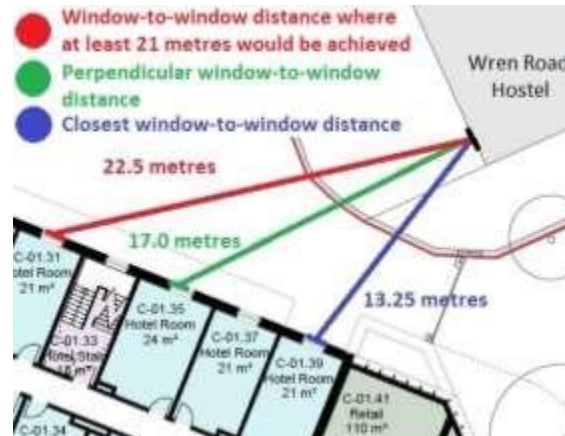 Window-to-window distance where
at least 21 metres would be achieved
Perpendicular window-to-window
distance
Closest window-to-window distance
Wren Road
Hostel
22.5 metres
17.0 metres
13.25 metres
C-01.31
otel Room
21 m²
C-01.33
Hotel Stair
18 m²
C-01.35
Hotel Room
24 m²
C-01.37
Hotel Room
21 m²
C-01.39
Hotel Room
21 m²
C-01.41
Retail
110 m²
C-01.34